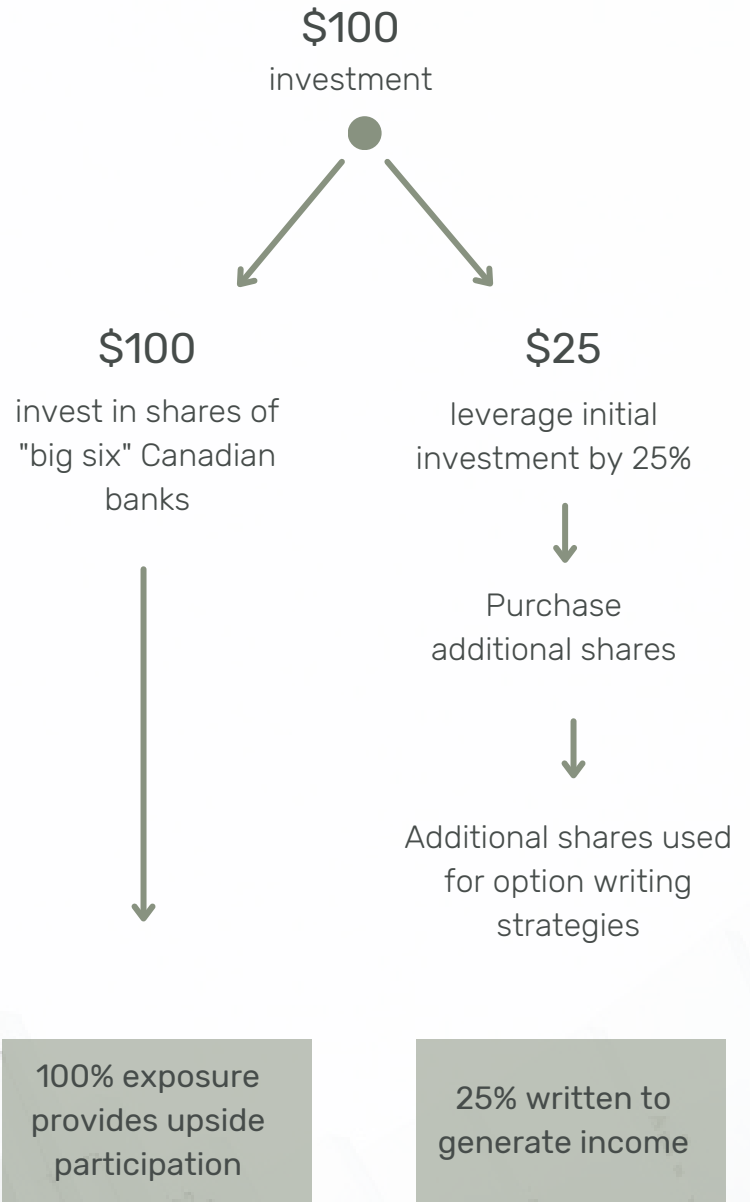 $100
investment
$100
invest in shares of
"big six" Canadian
banks
$25
leverage initial
investment by 25%
Purchase
additional shares
Additional shares used
for option writing
strategies
100% exposure
provides upside
participation
25% written to
generate income